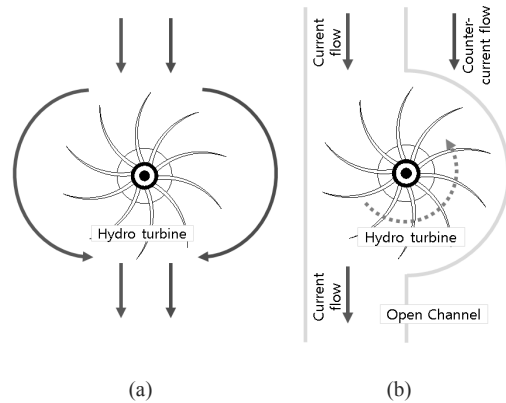 Hydro turbine
(a)
Current
flow
Counter-
current flow
Hydro turbine
Current
flow
Open Channel
(b)